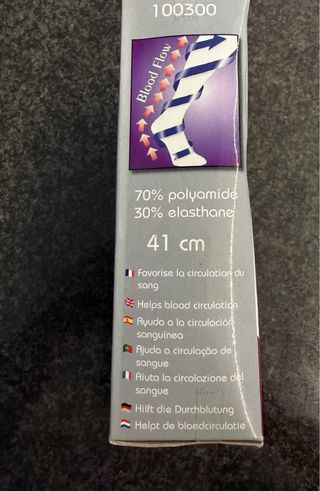 100300
Blood Flow
70% polyamide
30% elasthane
41 cm
Favorise la circulation du
sang
Helps blood circulation
Ayuda a la circulación
sanguínea
Ajuda a circulação de
sangue
Aiuta la circolazione del
sangue
Hilft die Durchblutung
Helpt de bloedcirculatie